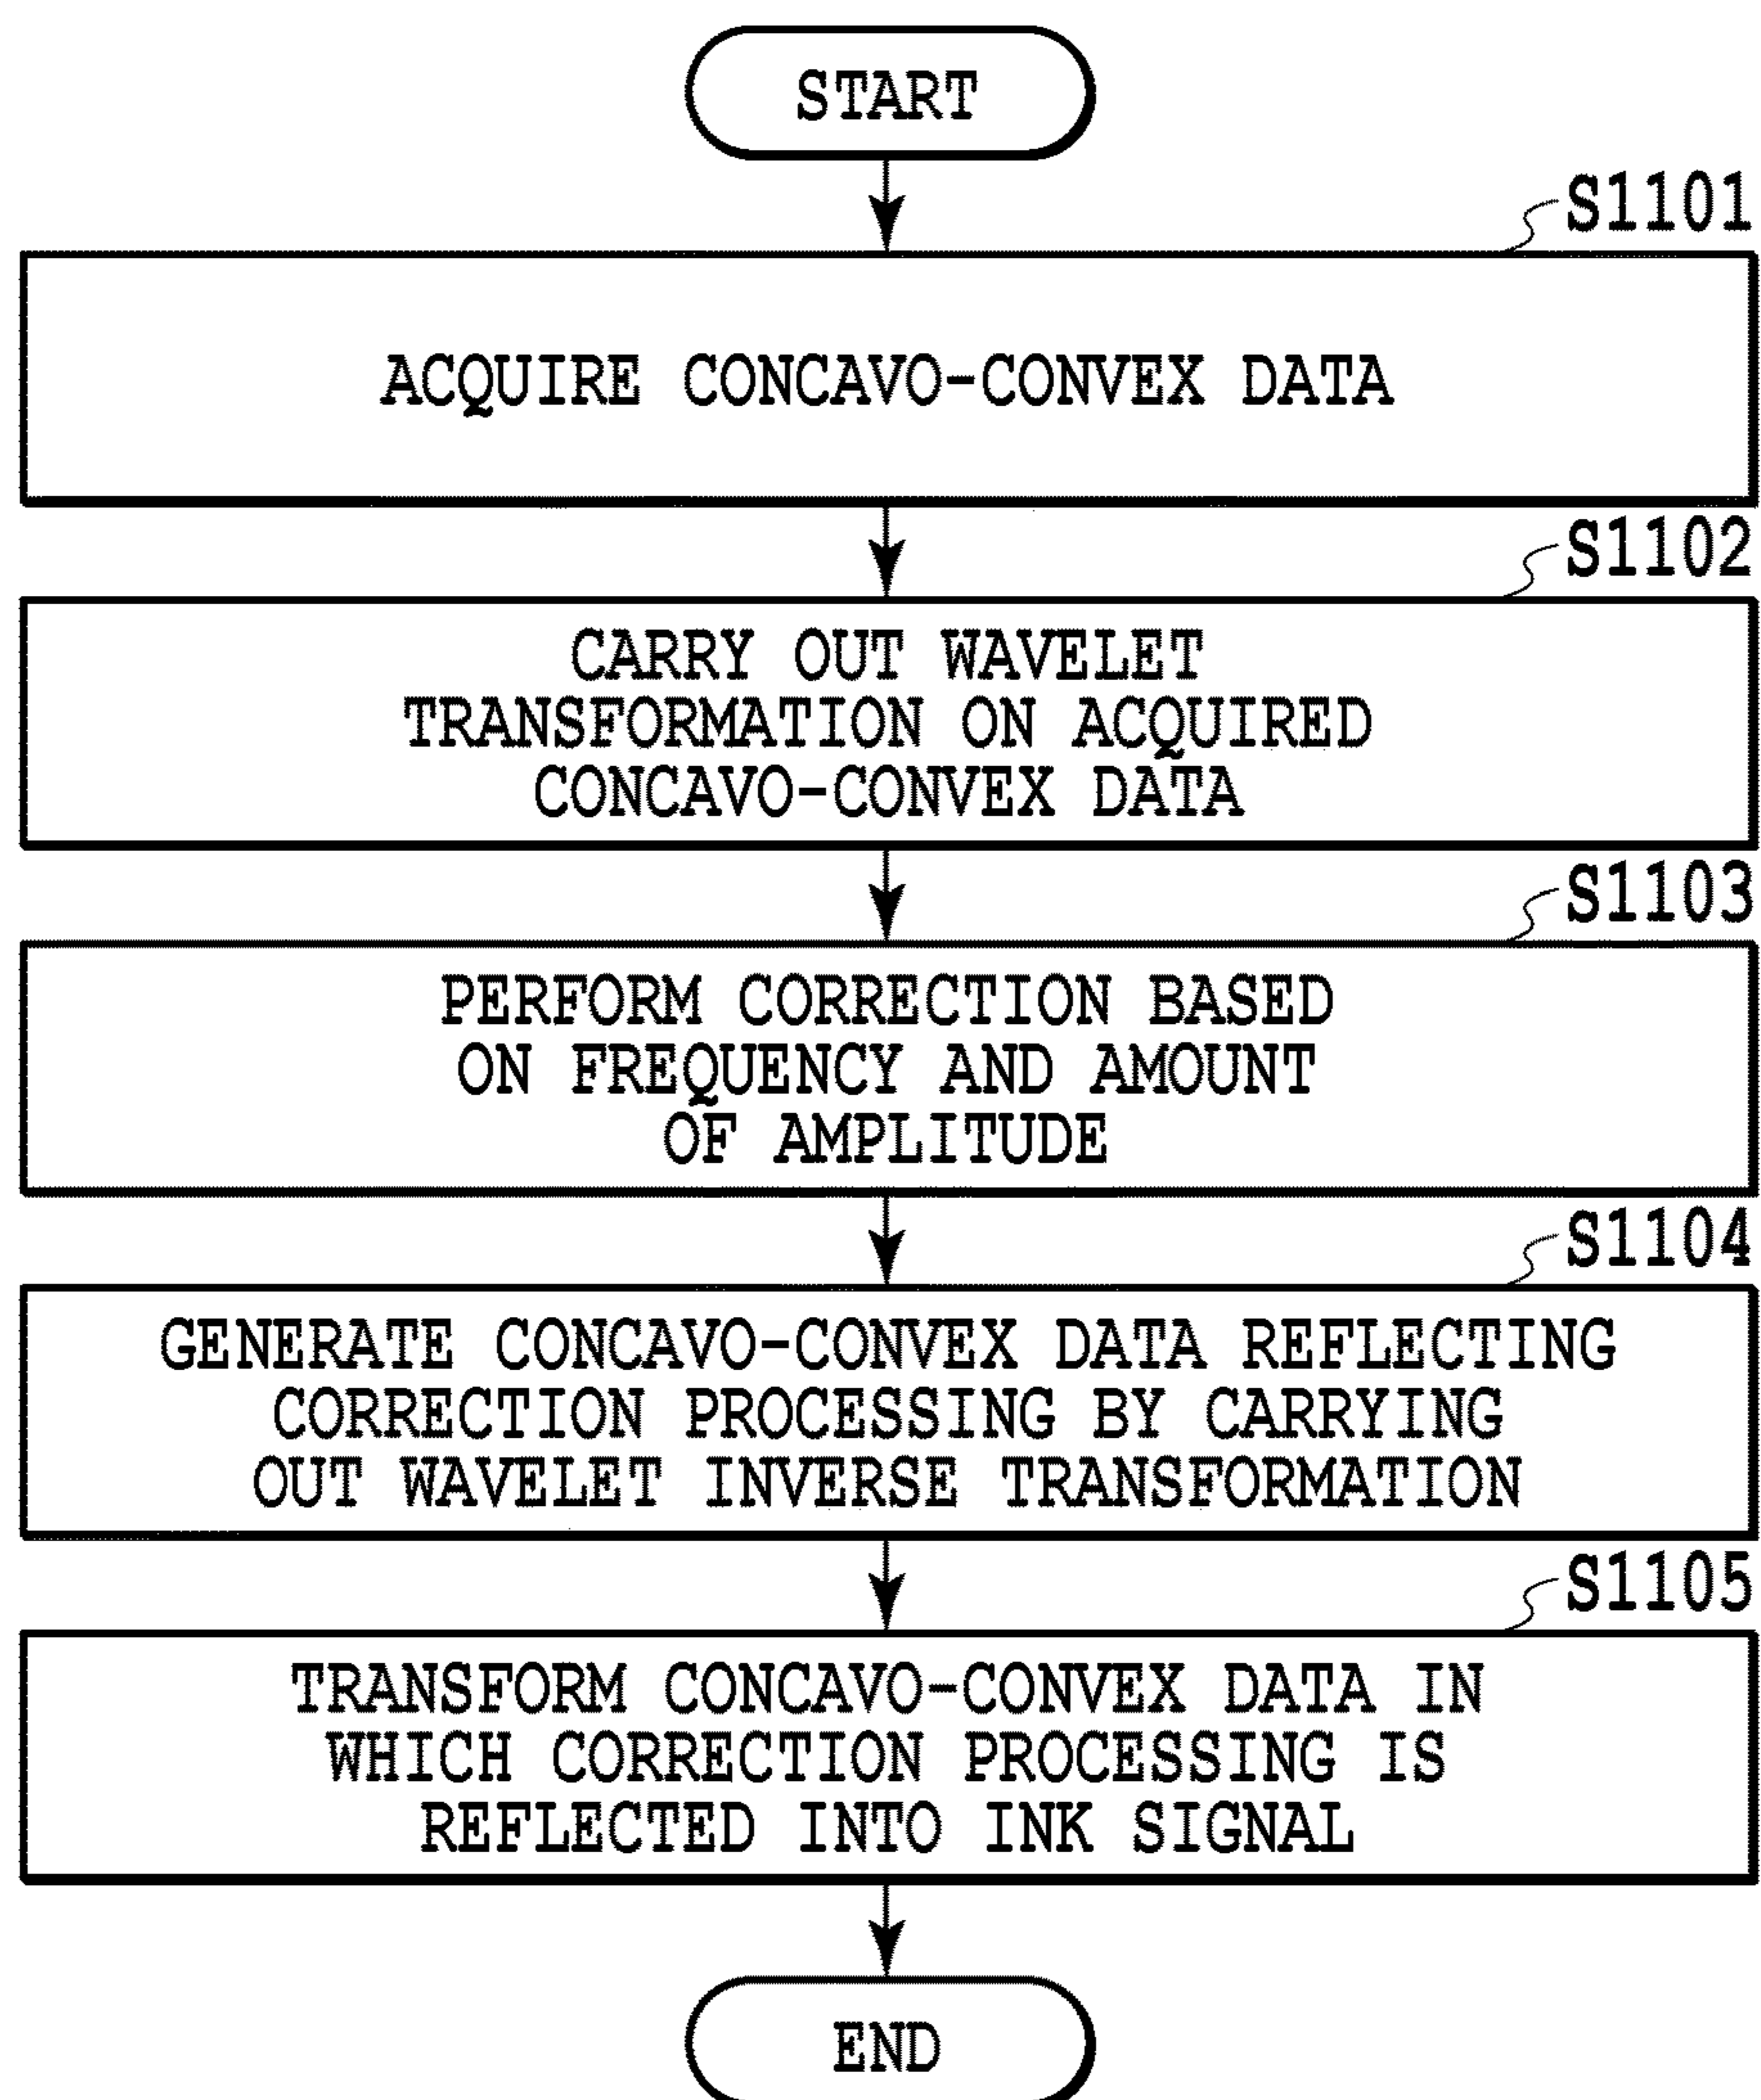 START
S1101
ACQUIRE CONCAVO-CONVEX DATA
S1102
CARRY OUT WAVELET
TRANSFORMATION ON ACQUIRED
CONCAVO-CONVEX DATA
S1103
PERFORM CORRECTION BASED
ON FREQUENCY AND AMOUNT
OF AMPLITUDE
S1104
GENERATE CONCAVO-CONVEX DATA REFLECTING
CORRECTION PROCESSING BY CARRYING
OUT WAVELET INVERSE TRANSFORMATION
S1105
TRANSFORM CONCAVO-CONVEX DATA IN
WHICH CORRECTION PROCESSING IS
REFLECTED INTO INK SIGNAL
END